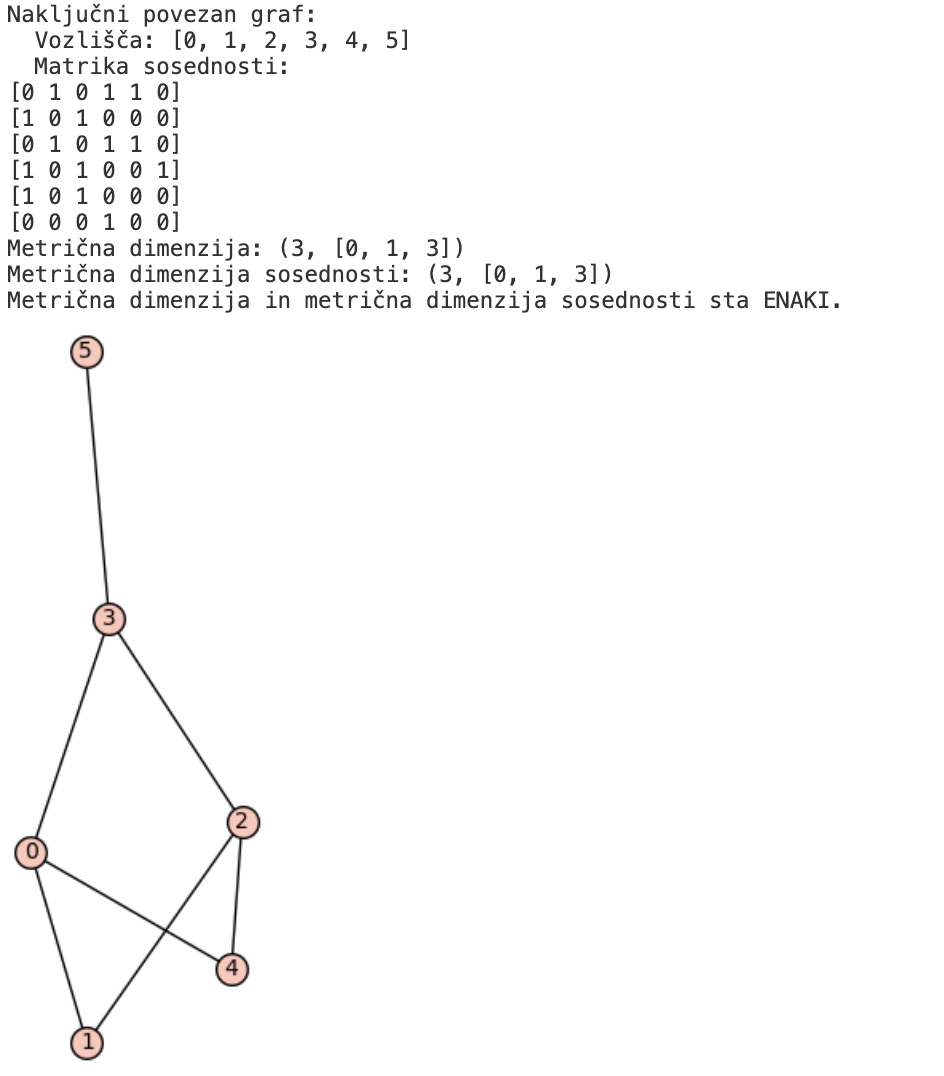 Naključni povezan graf:
Vozlišča: [0, 1, 2, 3, 4, 5]
Matrika sosednosti:
[0 1 0 1 1 0]
[1 0 1 0 0 0]
[0 1 0 1 1 0]
[1 0 1 0 0 1]
[1 0 1 0 0 0]
[0 0 0 1 0 0]
Metrična dimenzija: (3, [0, 1, 3])
Metrična dimenzija sosednosti: (3, [0, 1, 3])
Metrična dimenzija in metrična dimenzija sosednosti sta ENAKI.
5
3
2
0
4
1